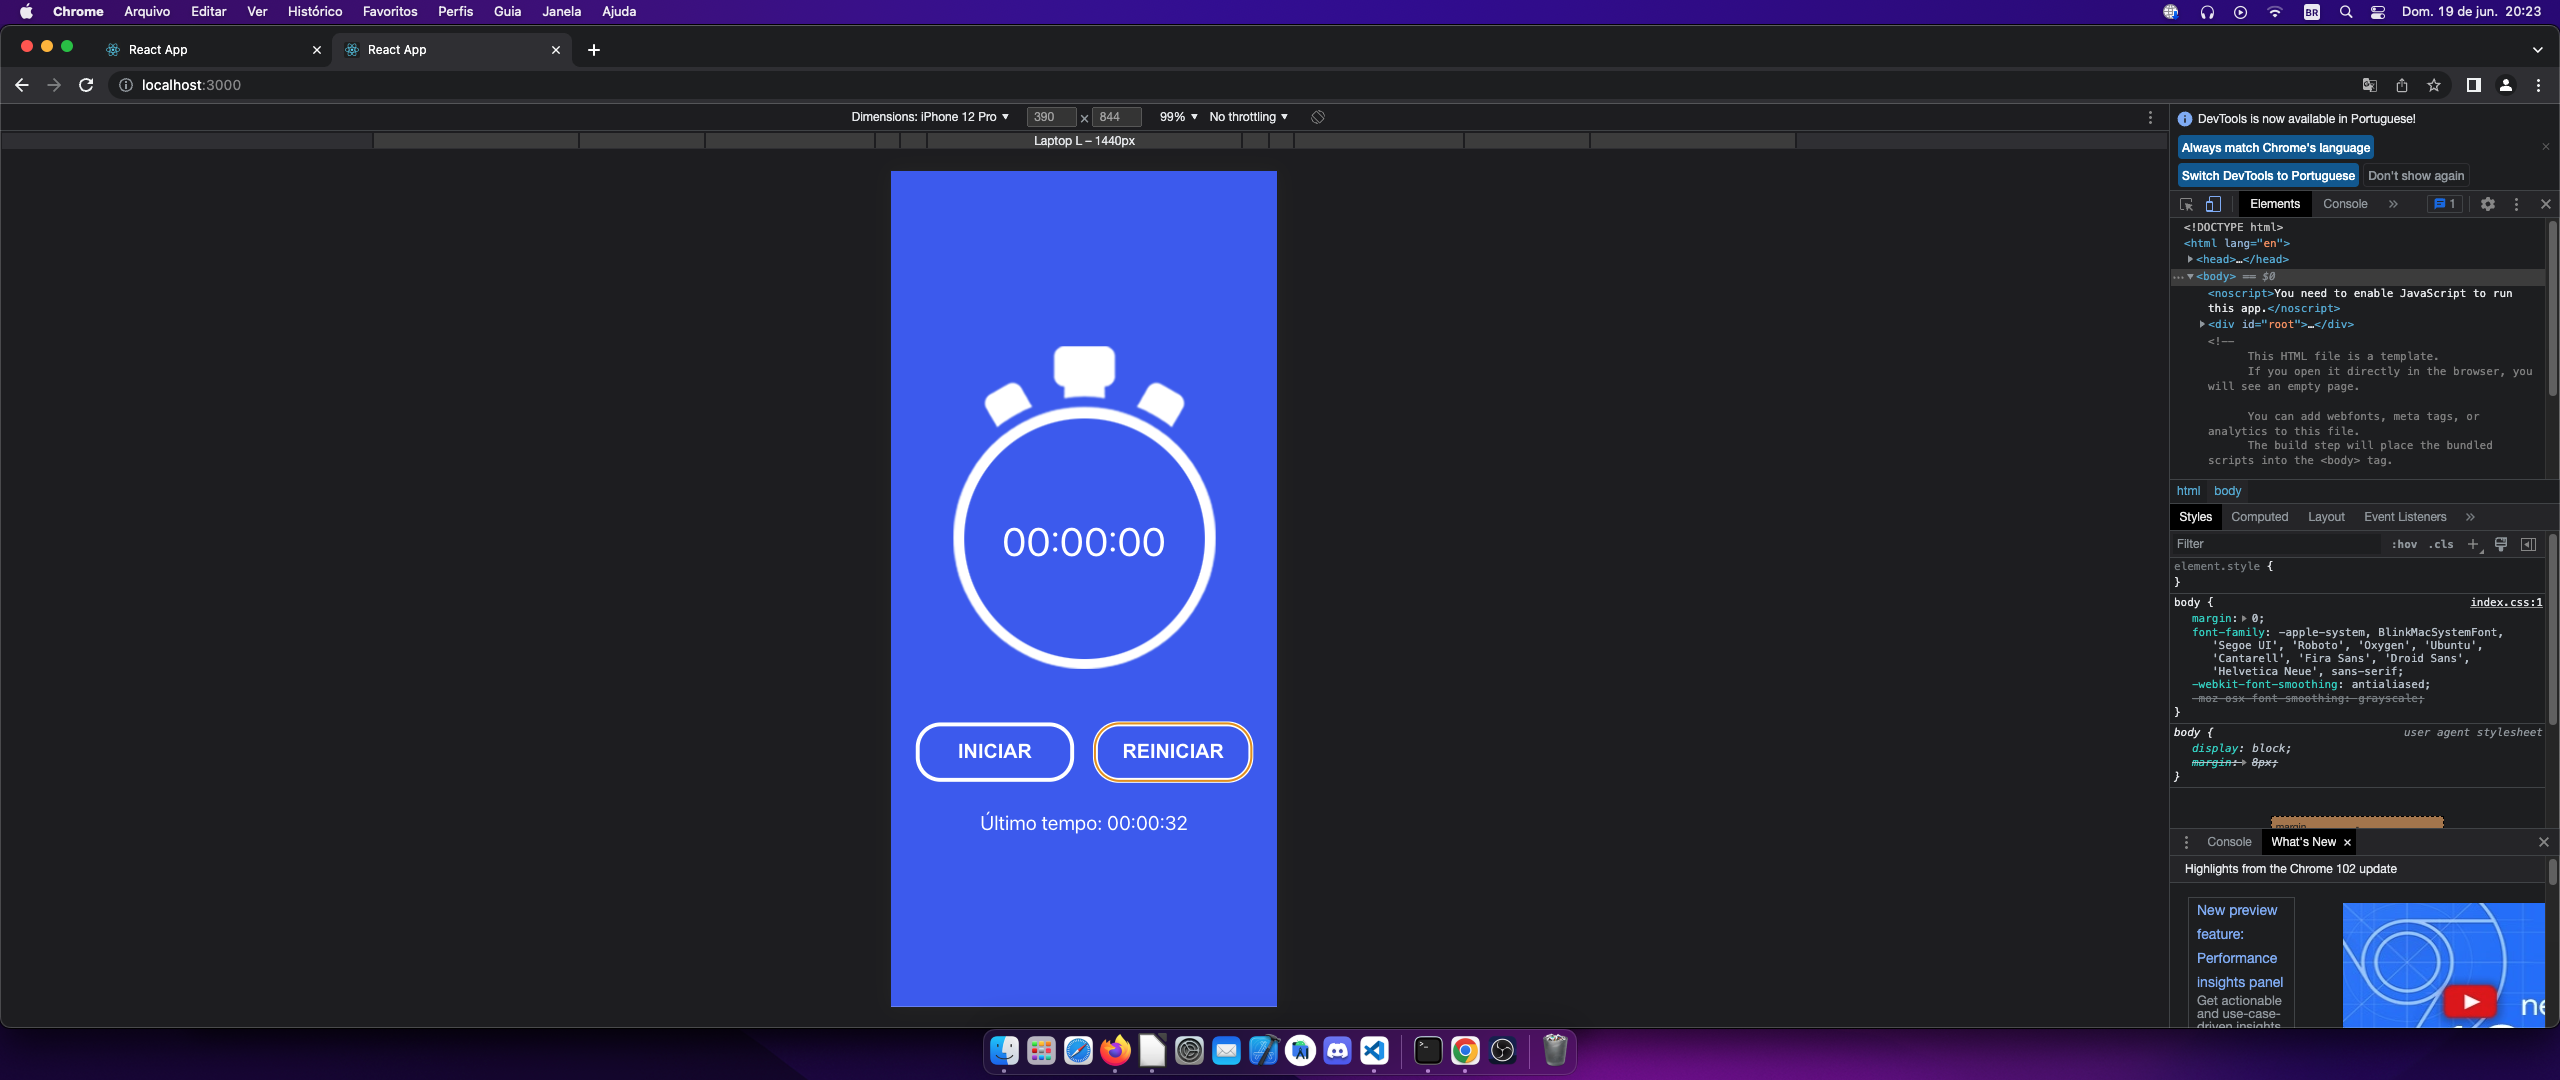 Chrome Arquivo Editar Ver Histórico Favoritos Perfis Guia Janela Ajuda
BR Dom. 19 de jun. 20:23
React App
React App
localhost:3000
Dimensions: iPhone 12 Pro 390 × 844 99% No throttling
Laptop L – 1440px
00:00:00
INICIAR REINICIAR
Último tempo: 00:00:32
DevTools is now available in Portuguese!
Always match Chrome's language
Switch DevTools to Portuguese Don't show again
Elements Console » 1
<!DOCTYPE html>
<html lang="en">
<head>…</head>
<body> == $0
<noscript>You need to enable JavaScript to run
this app.</noscript>
<div id="root">…</div>
<!--
This HTML file is a template.
If you open it directly in the browser, you
will see an empty page.
You can add webfonts, meta tags, or
analytics to this file.
The build step will place the bundled
scripts into the <body> tag.
html body
Styles Computed Layout Event Listeners »
Filter :hov .cls
element.style {
}
body { index.css:1
margin: 0;
font-family: -apple-system, BlinkMacSystemFont,
'Segoe UI', 'Roboto', 'Oxygen', 'Ubuntu',
'Cantarell', 'Fira Sans', 'Droid Sans',
'Helvetica Neue', sans-serif;
-webkit-font-smoothing: antialiased;
-moz-osx-font-smoothing: grayscale;
}
body { user agent stylesheet
display: block;
margin: 8px;
}
margin
Console What's New
Highlights from the Chrome 102 update
New preview
feature:
Performance
insights panel
Get actionable
and use-case-
driven insights
ne